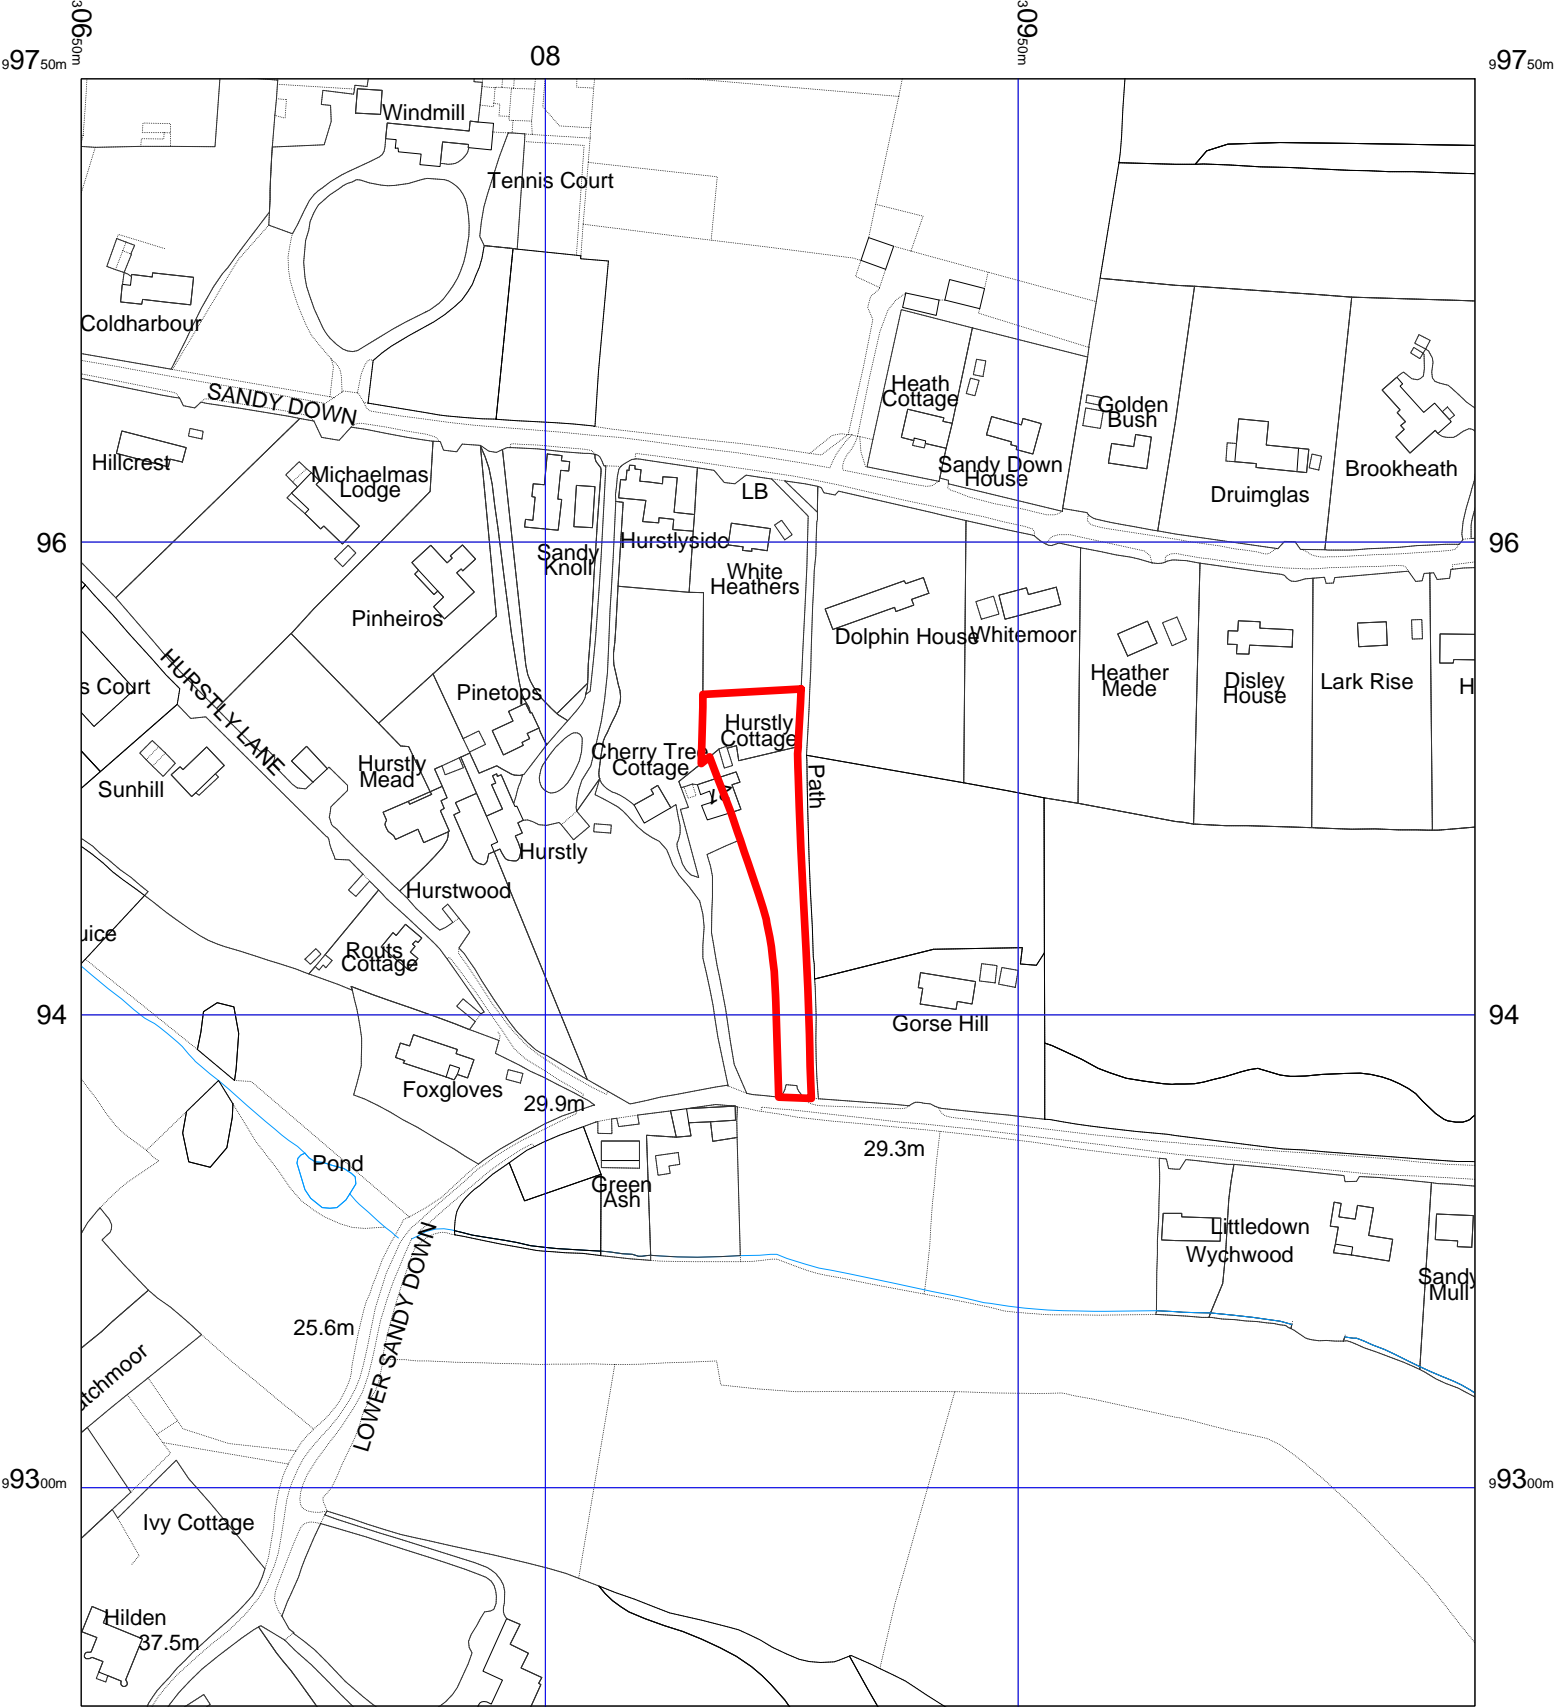 ³06 50m
³09 50m
08
⁹97 50m
⁹97 50m
Windmill
Tennis Court
Coldharbour
SANDY DOWN
Heath
Cottage
Golden
Bush
Hillcrest
Michaelmas
Lodge
LB
Sandy Down
House
Druimglas
Brookheath
96
96
Sandy
Knoll
Hurstlyside
White
Heathers
Pinheiros
Dolphin House
Whitemoor
HURSTLY LANE
s Court
Pinetops
Heather
Mede
Disley
House
Lark Rise
H
Hurstly
Cottage
Cherry Tree
Cottage
Hurstly
Mead
Sunhill
Path
Hurstly
Hurstwood
uice
Routs
Cottage
94
94
Gorse Hill
Foxgloves
29.9m
29.3m
Pond
Green
Ash
Littledown
Wychwood
Sandy
Mull
LOWER SANDY DOWN
25.6m
atchmoor
⁹93 00m
⁹93 00m
Ivy Cottage
Hilden
37.5m